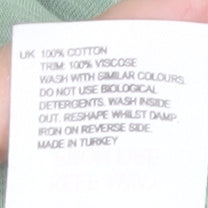 UK 100% COTTON
TRIM: 100% VISCOSE
WASH WITH SIMILAR COLOURS.
DO NOT USE BIOLOGICAL
DETERGENTS. WASH INSIDE
OUT. RESHAPE WHILST DAMP.
IRON ON REVERSE SIDE.
MADE IN TURKEY